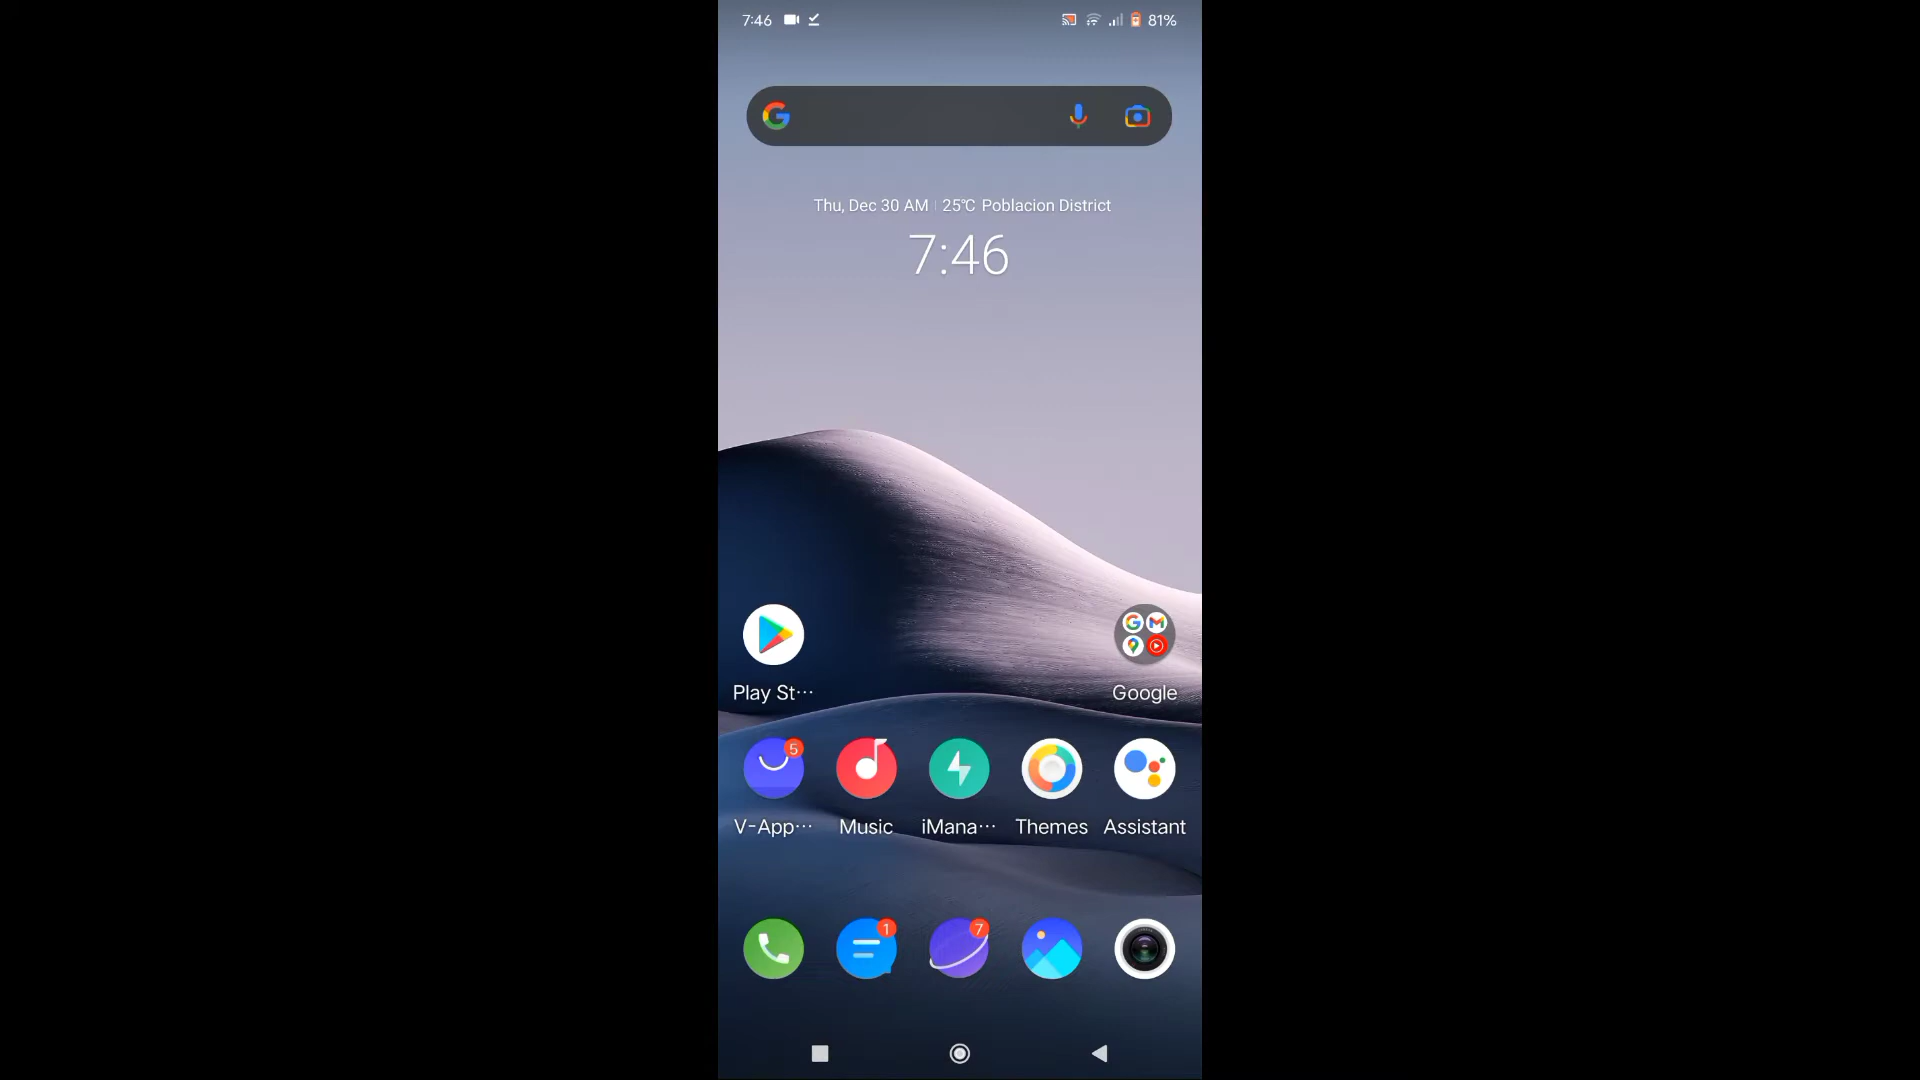 7:46
81%
Thu, Dec 30 AM | 25℃ Poblacion District
7:46
Play St···
Google
5
V-App···
Music
iMana···
Themes
Assistant
1
7